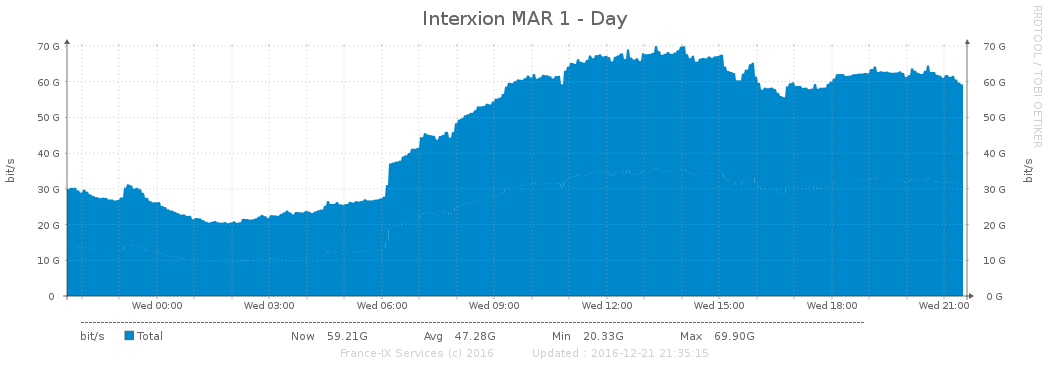 Interxion MAR 1 - Day
RRDTOOL / TOBI OETIKER
70 G 70 G
60 G 60 G
50 G 50 G
40 G 40 G
30 G 30 G
20 G 20 G
10 G 10 G
0 0 G
bit/s bit/s
Wed 00:00 Wed 03:00 Wed 06:00 Wed 09:00 Wed 12:00 Wed 15:00 Wed 18:00 Wed 21:00
bit/s Total Now 59.21G Avg 47.28G Min 20.33G Max 69.90G
France-IX Services (c) 2016 Updated : 2016-12-21 21:35:15